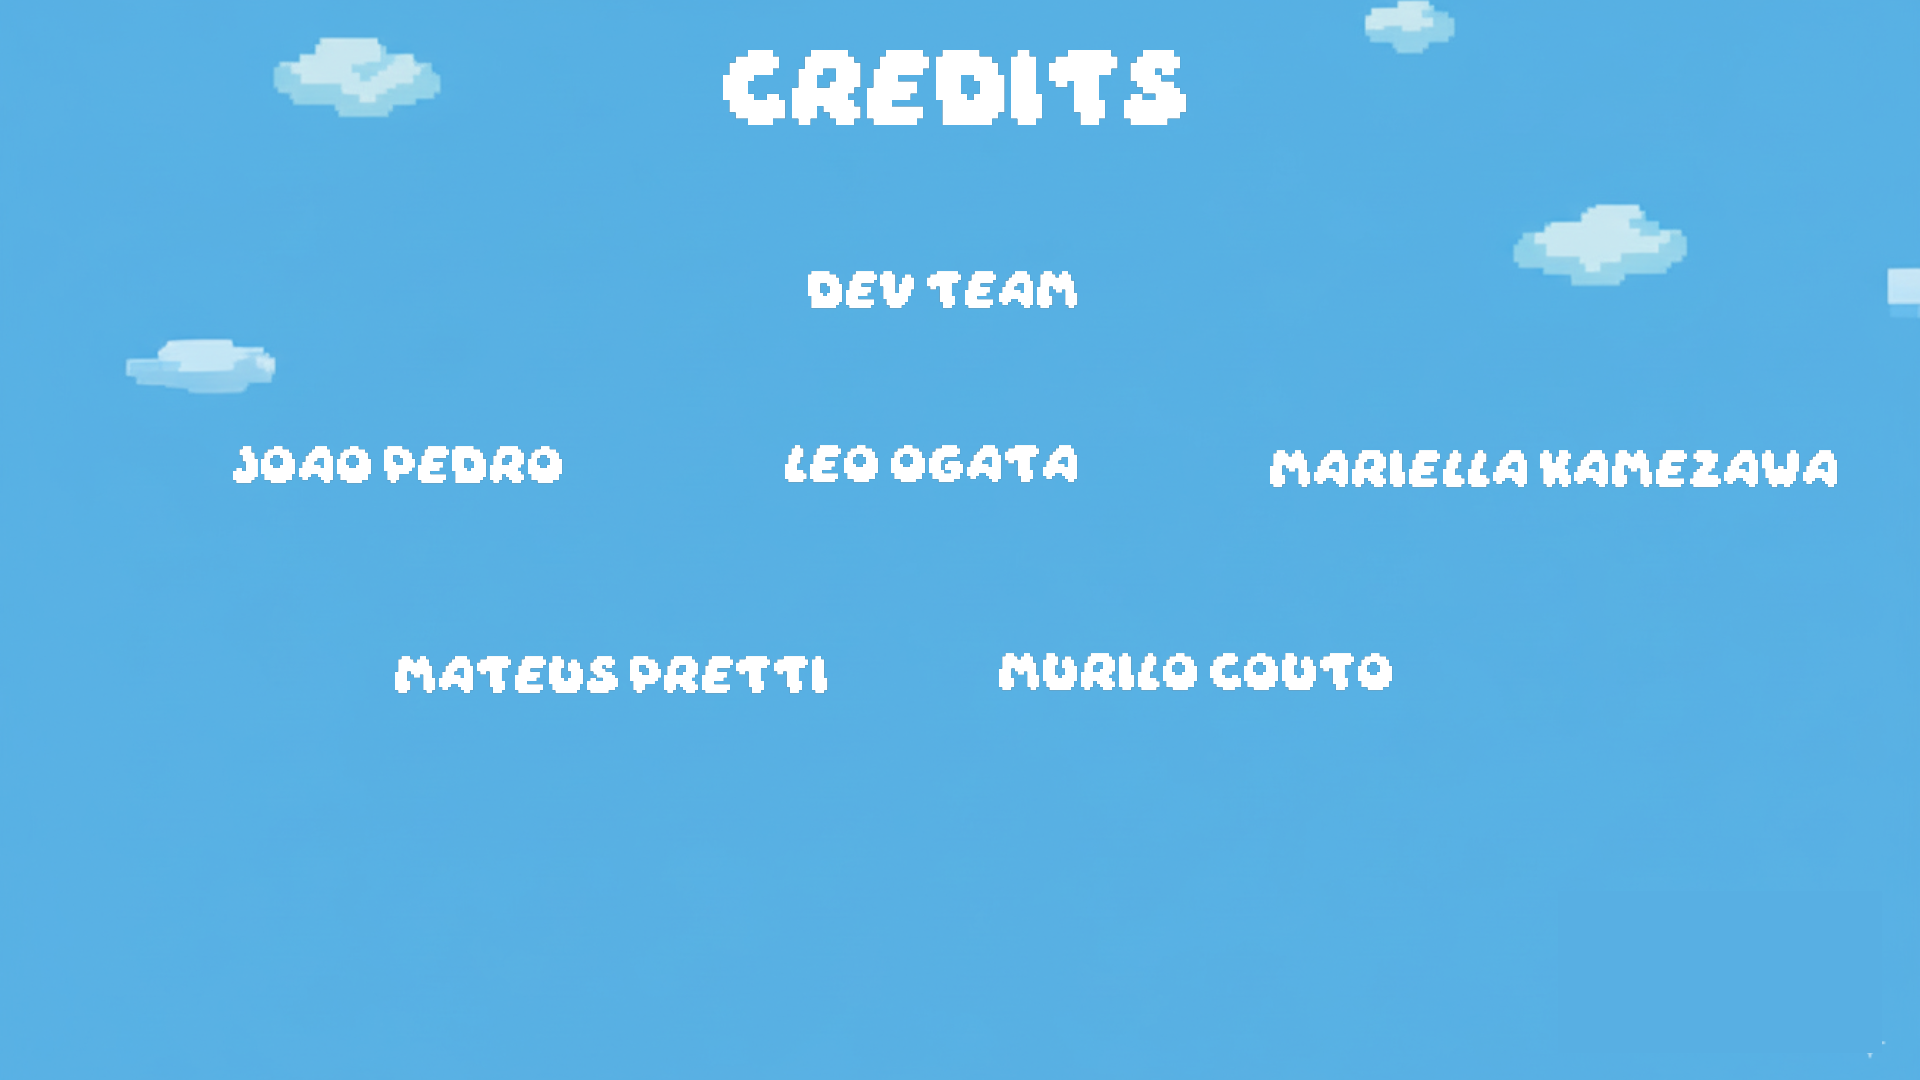 CREDITS
DEV TEAM
JOAO PEDRO LEO OGATA MARIELLA KAMEZAWA
MATEUS PRETTI MURILO COUTO